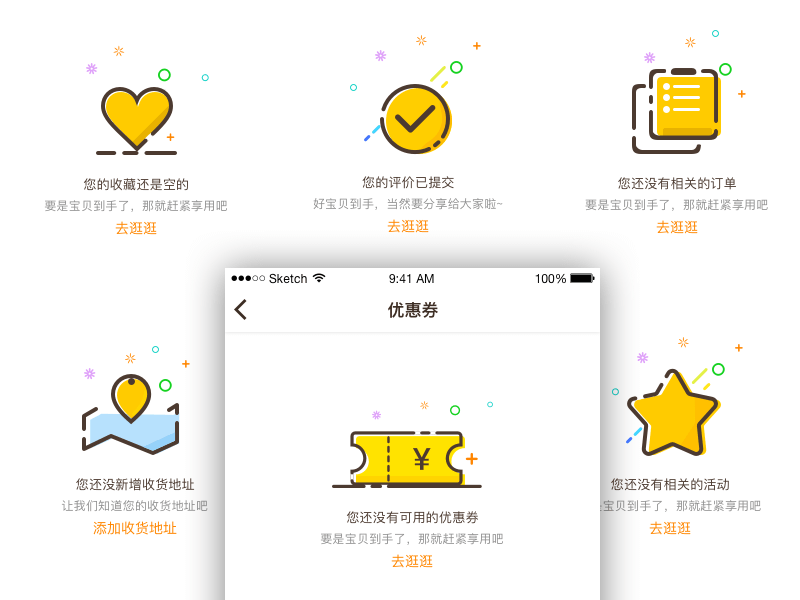 您的收藏还是空的
要是宝贝到手了，那就赶紧享用吧
去逛逛
您的评价已提交
好宝贝到手，当然要分享给大家啦~
去逛逛
您还没有相关的订单
要是宝贝到手了，那就赶紧享用吧
去逛逛
Sketch 9:41 AM 100%
优惠券
¥
您还没有可用的优惠券
要是宝贝到手了，那就赶紧享用吧
去逛逛
您还没新增收货地址
让我们知道您的收货地址吧
添加收货地址
您还没有相关的活动
是宝贝到手了，那就赶紧享用吧
去逛逛